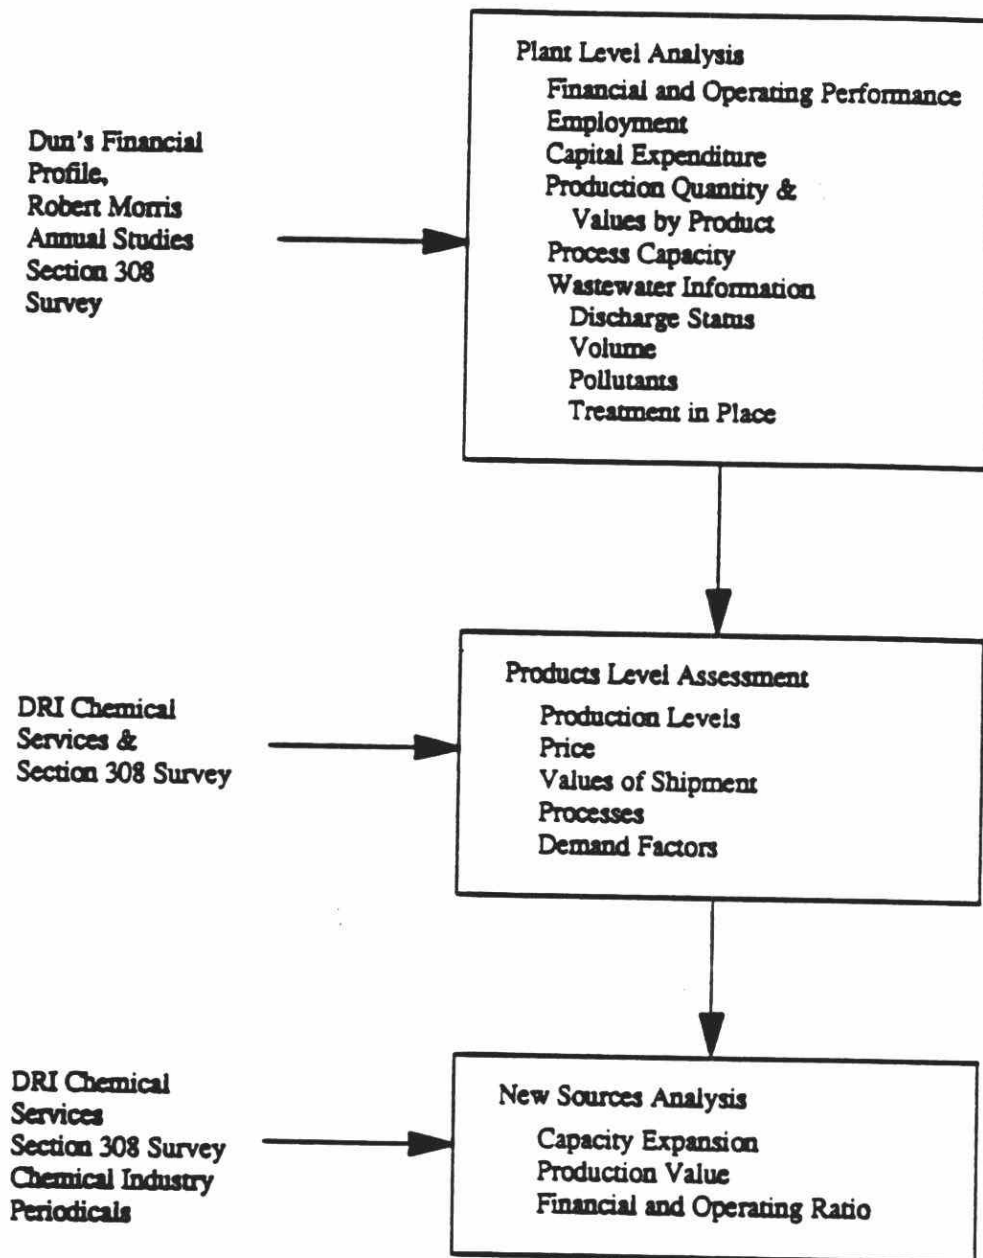 Dun's Financial
Profile,
Robert Morris
Annual Studies
Section 308
Survey
Plant Level Analysis
Financial and Operating Performance
Employment
Capital Expenditure
Production Quantity &
Values by Product
Process Capacity
Wastewater Information
Discharge Status
Volume
Pollutants
Treatment in Place
DRI Chemical
Services &
Section 308 Survey
Products Level Assessment
Production Levels
Price
Values of Shipment
Processes
Demand Factors
DRI Chemical
Services
Section 308 Survey
Chemical Industry
Periodicals
New Sources Analysis
Capacity Expansion
Production Value
Financial and Operating Ratio